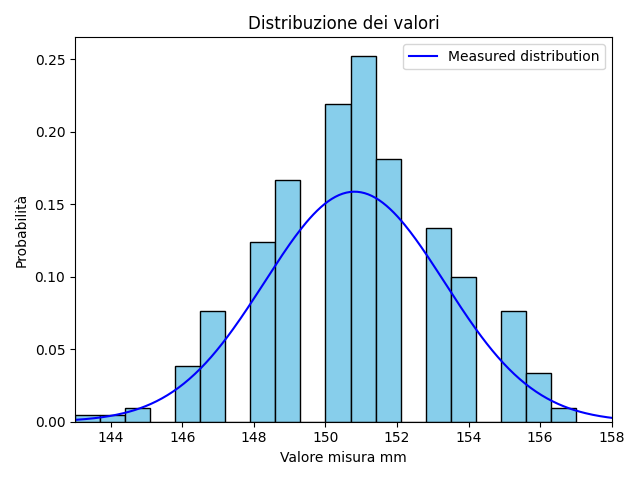 Distribuzione dei valori
Measured distribution
Probabilità
0.25
0.20
0.15
0.10
0.05
0.00
144 146 148 150 152 154 156 158
Valore misura mm